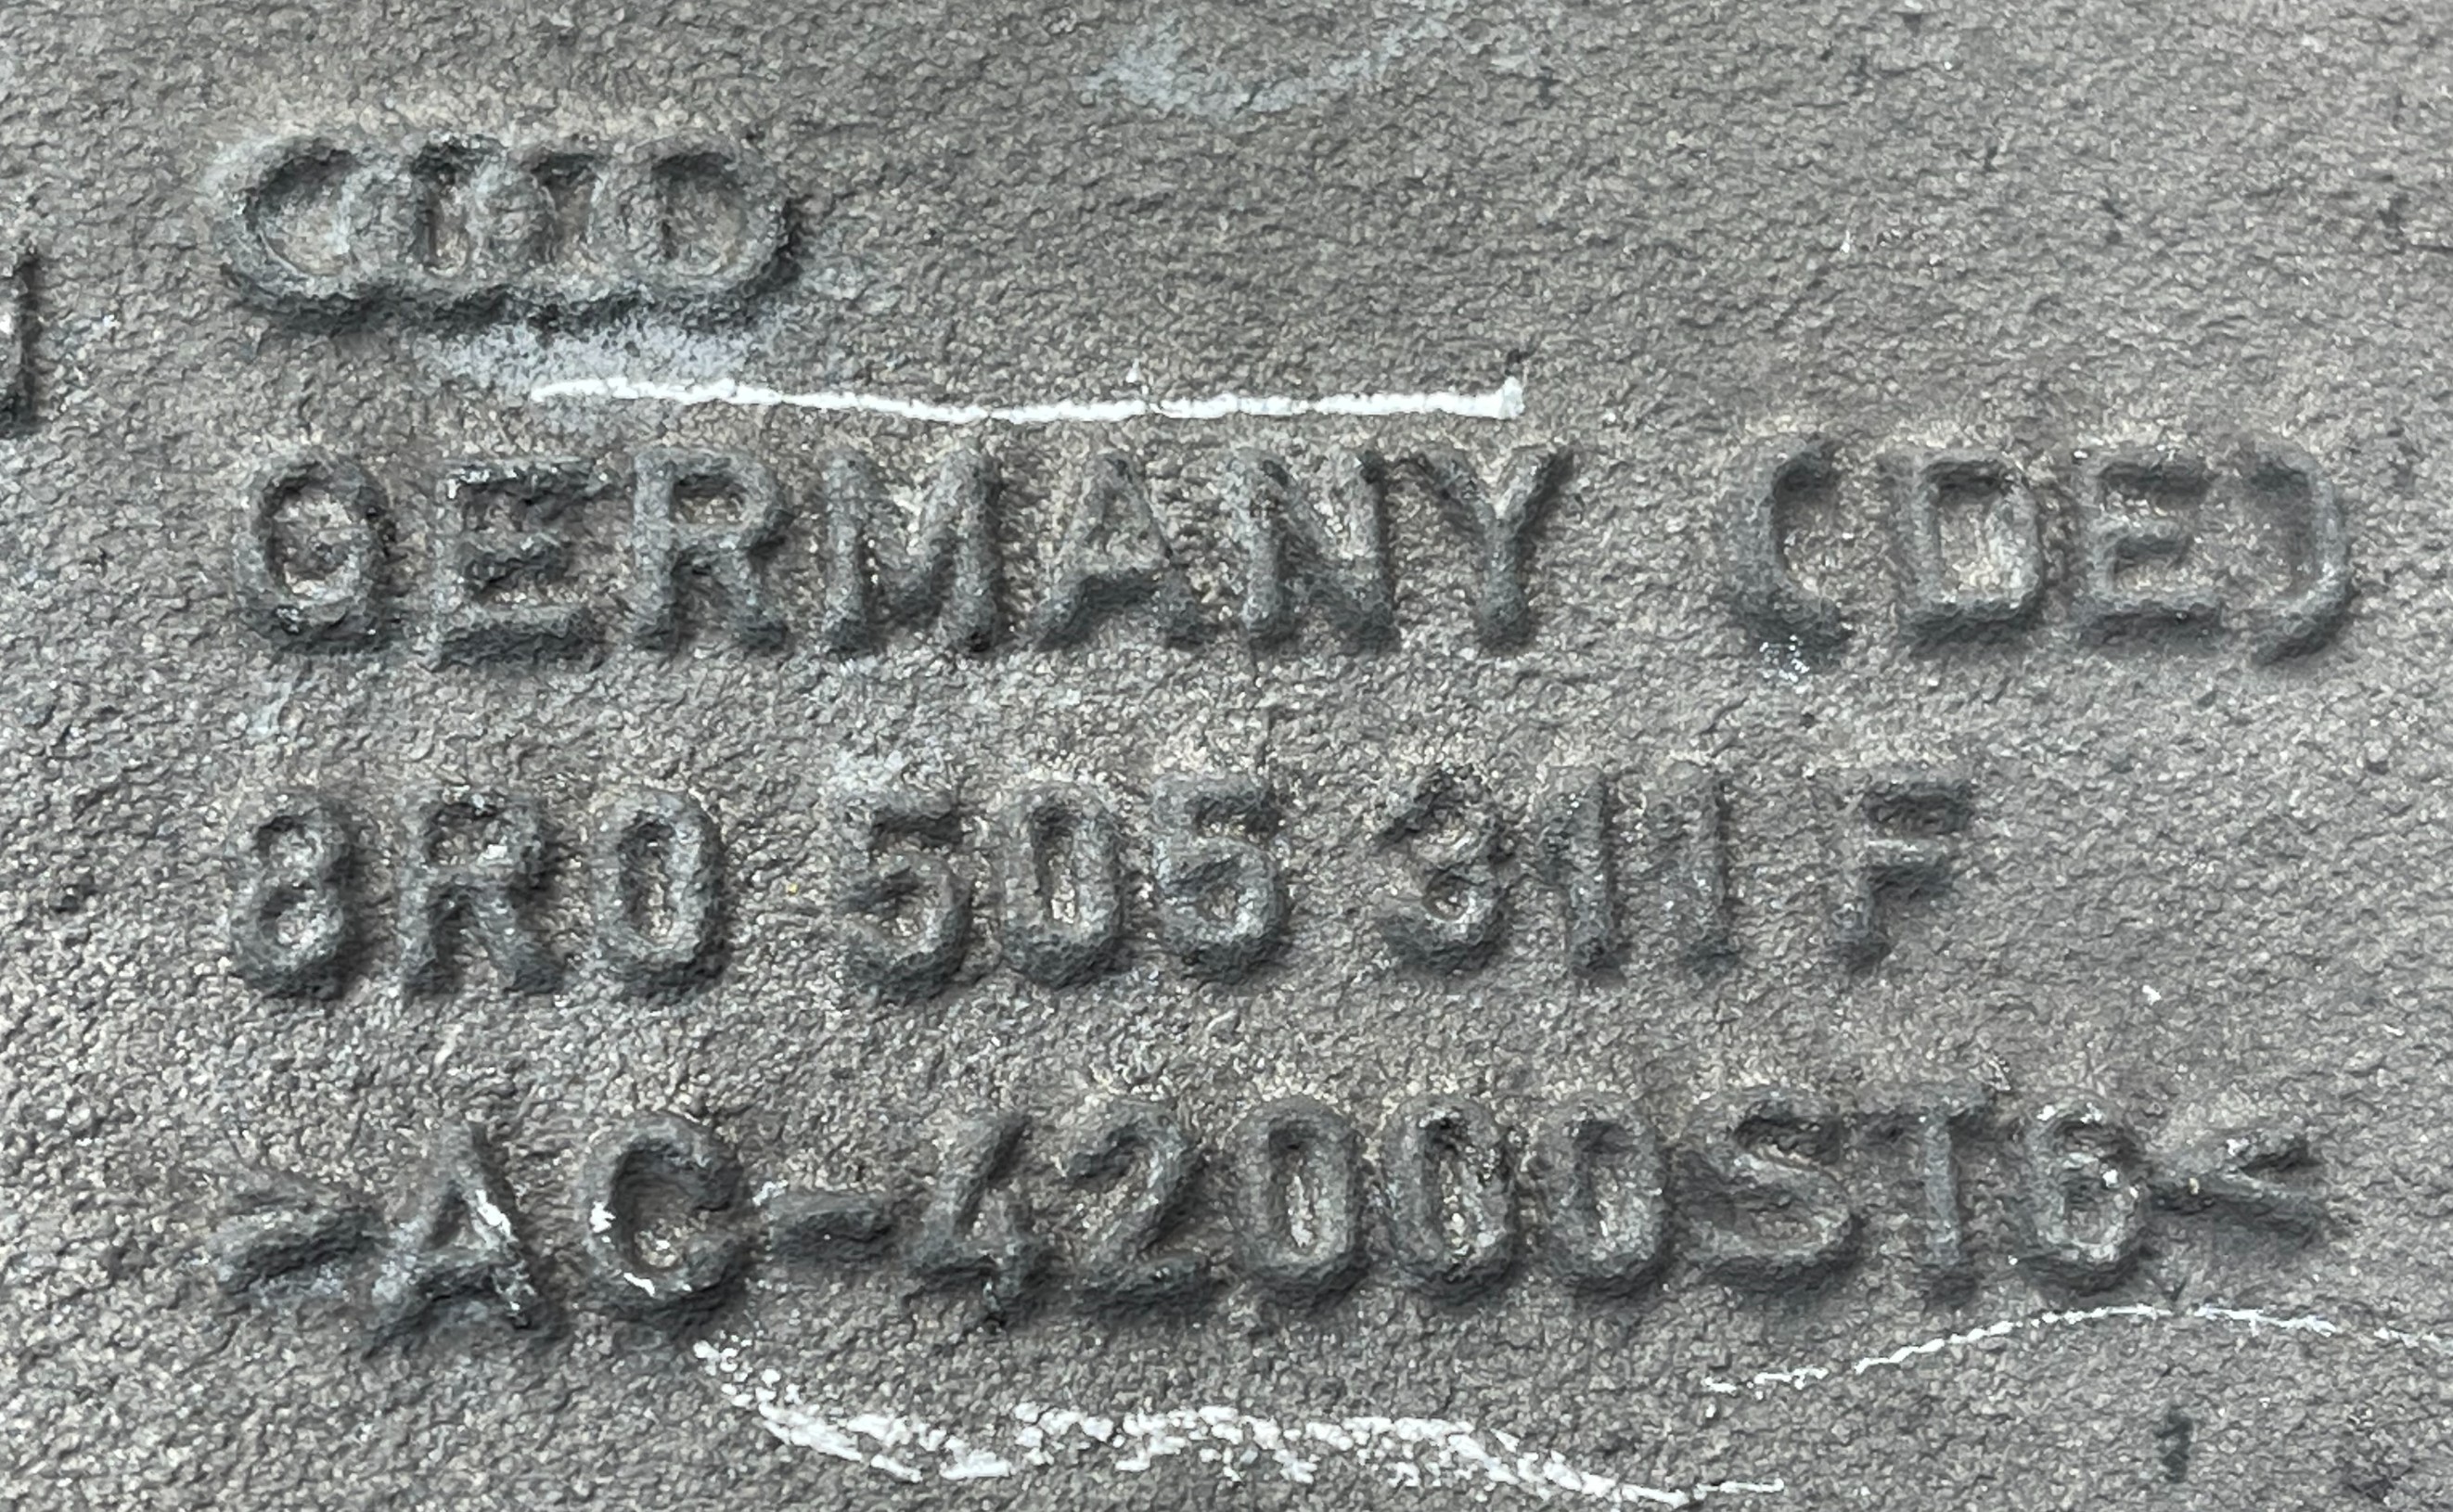 GERMANY (DE)
8R0 505 311 F
>AC-42000ST6<